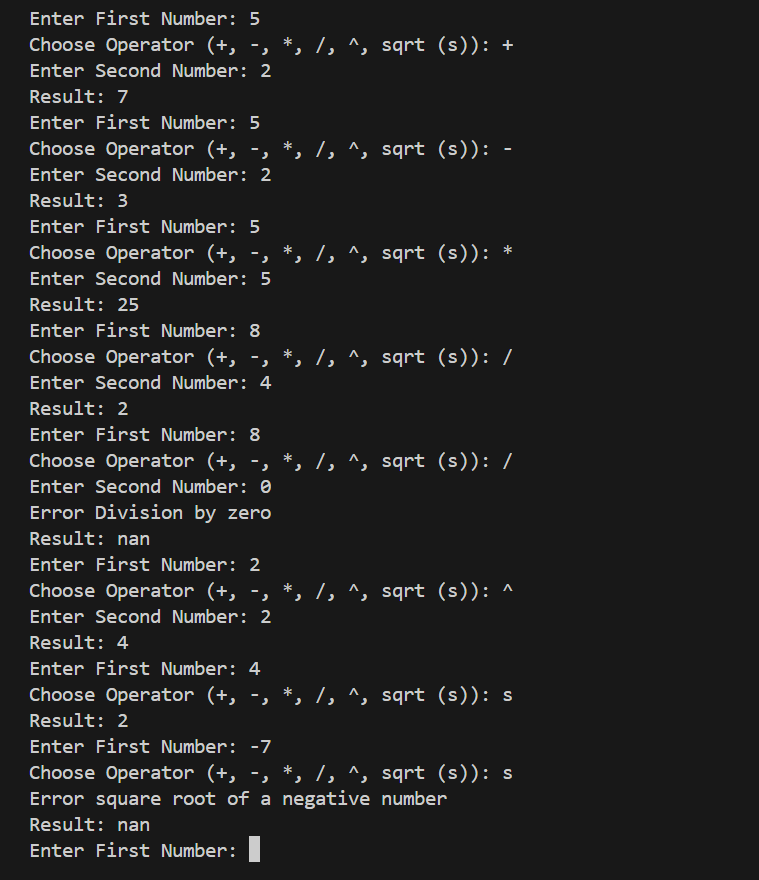 Enter First Number: 5
Choose Operator (+, -, *, /, ^, sqrt (s)): +
Enter Second Number: 2
Result: 7
Enter First Number: 5
Choose Operator (+, -, *, /, ^, sqrt (s)): -
Enter Second Number: 2
Result: 3
Enter First Number: 5
Choose Operator (+, -, *, /, ^, sqrt (s)): *
Enter Second Number: 5
Result: 25
Enter First Number: 8
Choose Operator (+, -, *, /, ^, sqrt (s)): /
Enter Second Number: 4
Result: 2
Enter First Number: 8
Choose Operator (+, -, *, /, ^, sqrt (s)): /
Enter Second Number: 0
Error Division by zero
Result: nan
Enter First Number: 2
Choose Operator (+, -, *, /, ^, sqrt (s)): ^
Enter Second Number: 2
Result: 4
Enter First Number: 4
Choose Operator (+, -, *, /, ^, sqrt (s)): s
Result: 2
Enter First Number: -7
Choose Operator (+, -, *, /, ^, sqrt (s)): s
Error square root of a negative number
Result: nan
Enter First Number: